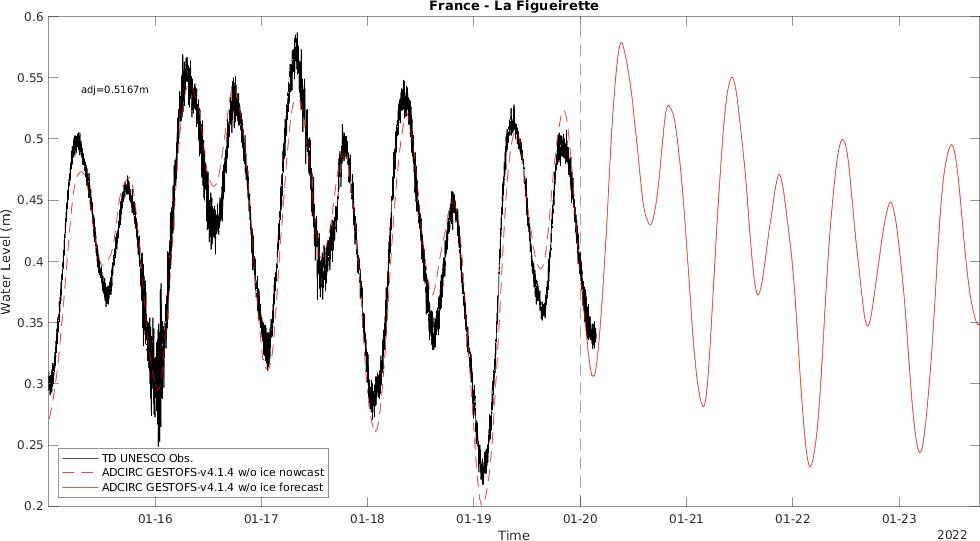 France - La Figueirette
0.6
0.55
0.5
0.45
0.4
0.35
0.3
0.25
0.2
Water Level (m)
adj=0.5167m
TD UNESCO Obs.
ADCIRC GESTOFS-v4.1.4 w/o ice nowcast
ADCIRC GESTOFS-v4.1.4 w/o ice forecast
01-16 01-17 01-18 01-19 01-20 01-21 01-22 01-23
Time
2022